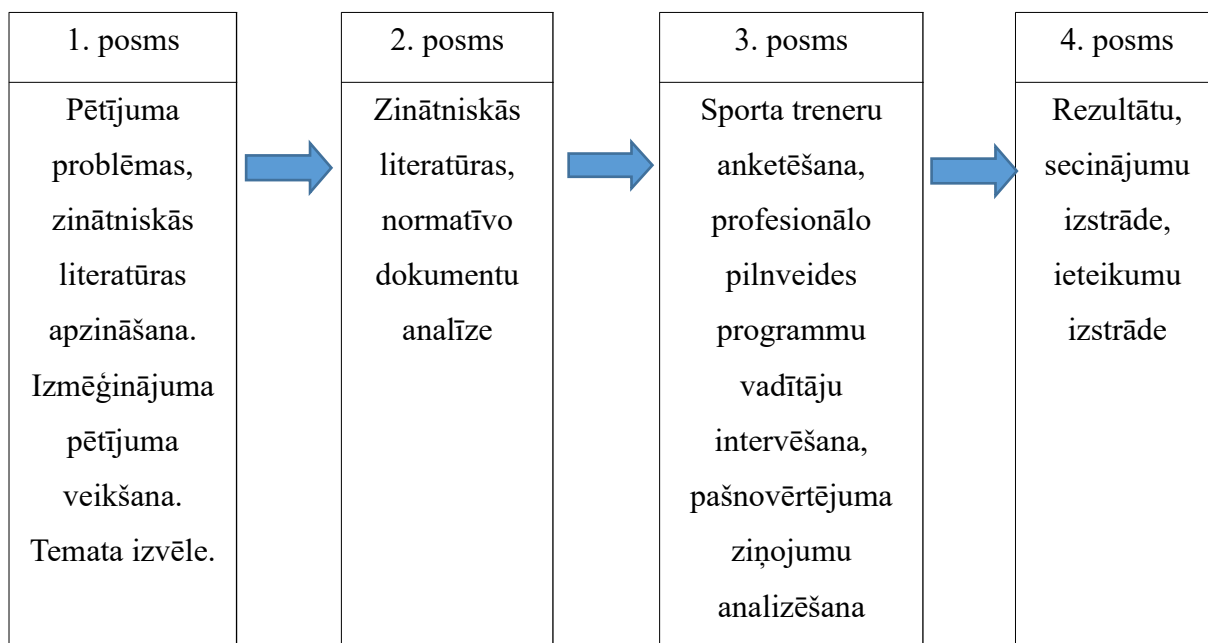 1. posms
Pētījuma
problēmas,
zinātniskās
literatūras
apzināšana.
Izmēģinājuma
pētījuma
veikšana.
Temata izvēle.
2. posms
Zinātniskās
literatūras,
normatīvo
dokumentu
analīze
3. posms
Sporta treneru
anketēšana,
profesionālo
pilnveides
programmu
vadītāju
intervēšana,
pašnovērtējuma
ziņojumu
analizēšana
4. posms
Rezultātu,
secinājumu
izstrāde,
ieteikumu
izstrāde